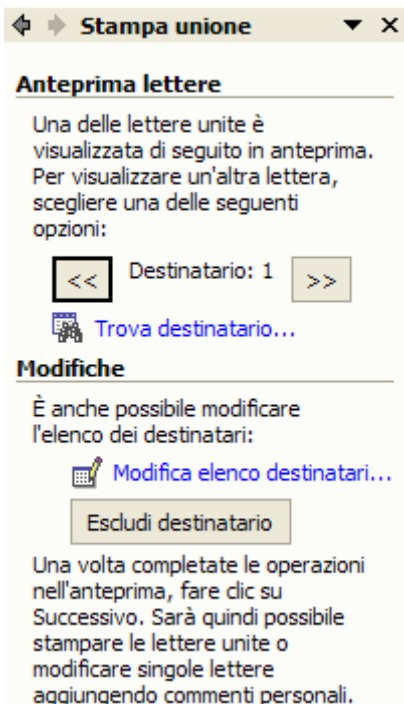 Stampa unione
Anteprima lettere
Una delle lettere unite è
visualizzata di seguito in anteprima.
Per visualizzare un'altra lettera,
scegliere una delle seguenti
opzioni:
<< Destinatario: 1 >>
Trova destinatario...
Modifiche
È anche possibile modificare
l'elenco dei destinatari:
Modifica elenco destinatari...
Escludi destinatario
Una volta completate le operazioni
nell'anteprima, fare clic su
Successivo. Sarà quindi possibile
stampare le lettere unite o
modificare singole lettere
aggiungendo commenti personali.